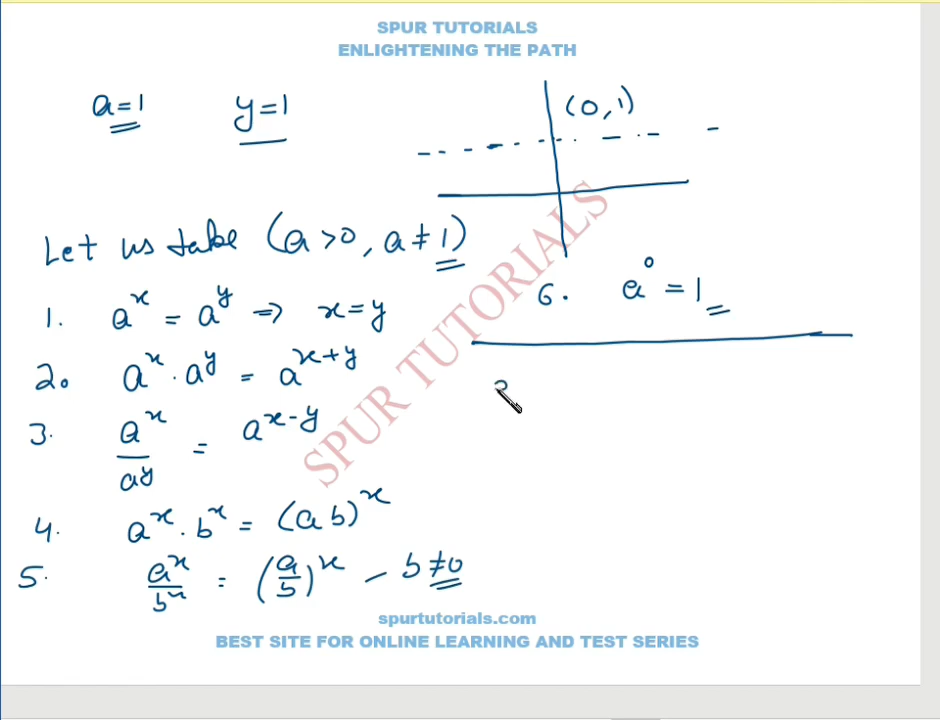 SPUR TUTORIALS
ENLIGHTENING THE PATH
a=1 y=1 (0,1)
Let us take (a>0, a≠1)
1. a^x = a^y => x=y
2. a^x . a^y = a^x+y
3. a^x / a^y = a^x-y
4. a^x . b^x = (ab)^x
5. a^x / b^x = (a/b)^x - b≠0
6. a^0 = 1
SPUR TUTORIALS
spurtutorials.com
BEST SITE FOR ONLINE LEARNING AND TEST SERIES